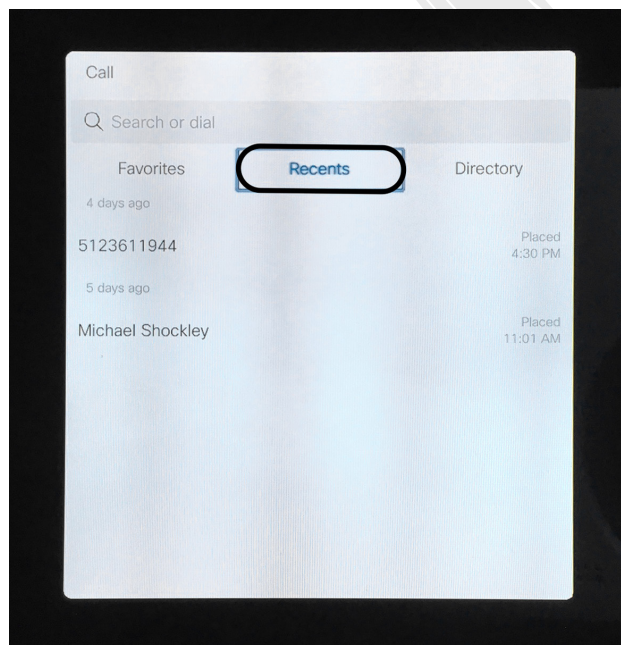 Call
Search or dial
Favorites Recents Directory
4 days ago
5123611944 Placed
4:30 PM
5 days ago
Michael Shockley Placed
11:01 AM